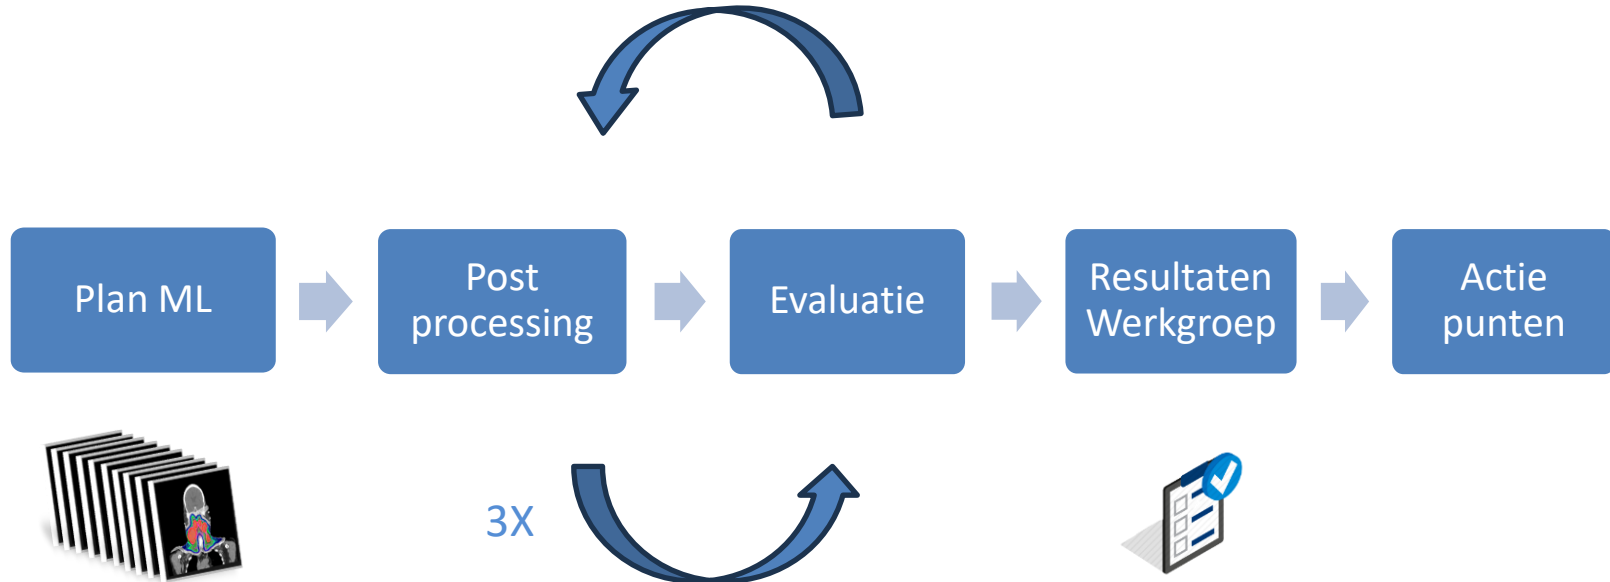 Plan ML
Post
processing
Evaluatie
Resultaten
Werkgroep
Actie
punten
3X